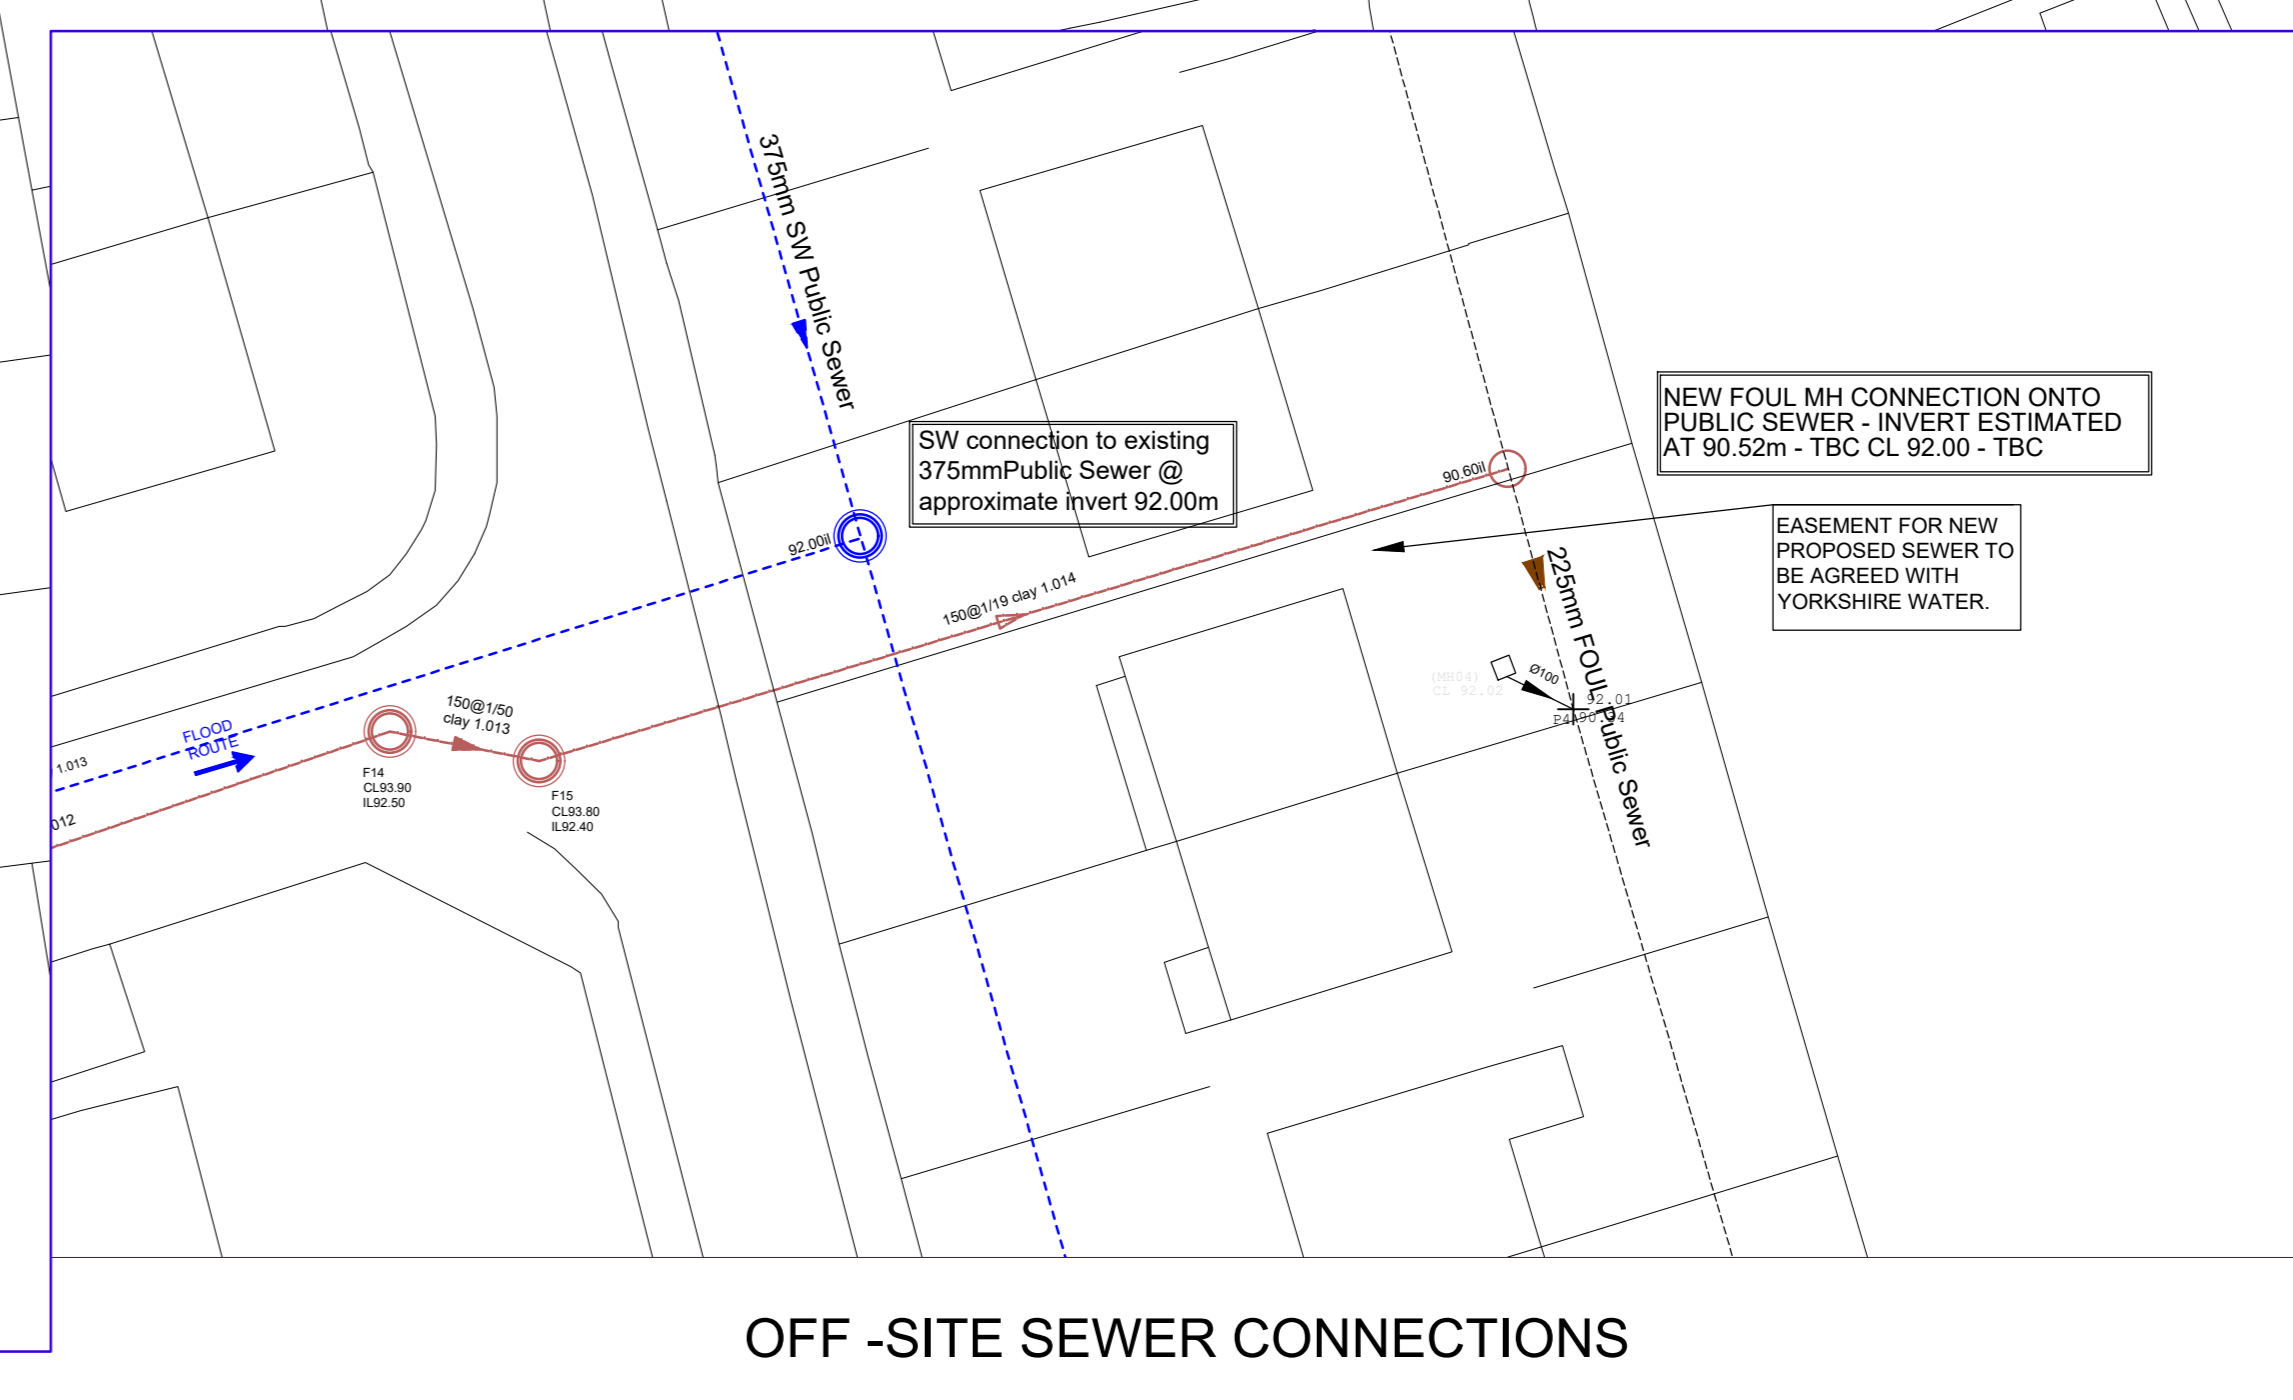 375mm SW Public Sewer
NEW FOUL MH CONNECTION ONTO
PUBLIC SEWER - INVERT ESTIMATED
AT 90.52m - TBC CL 92.00 - TBC
SW connection to existing
375mmPublic Sewer @
approximate invert 92.00m
90.60il
EASEMENT FOR NEW
PROPOSED SEWER TO
BE AGREED WITH
YORKSHIRE WATER.
92.00il
150@1/19 clay 1.014
225mm FOUL Public Sewer
(MH04)
CL 92.02
Ø100
92.01
150@1/50
clay 1.013
FLOOD
ROUTE
1.013
F14
CL93.90
IL92.50
F15
CL93.80
IL92.40
012
OFF -SITE SEWER CONNECTIONS